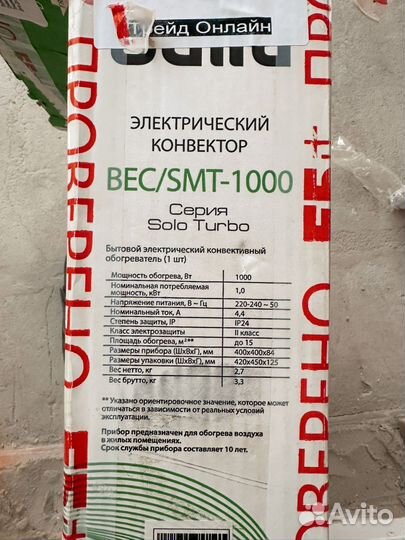 Трейд Онлайн
ЭЛЕКТРИЧЕСКИЙ
КОНВЕКТОР
BEC/SMT-1000
Серия
Solo Turbo
Бытовой электрический конвективный
обогреватель (1 шт)
Мощность обогрева, Вт 1000
Номинальная потребляемая
мощность, кВт 1,0
Напряжение питания, В ~ Гц 220-240 ~ 50
Номинальный ток, А 4,4
Степень защиты, IP IP24
Класс электрозащиты II класс
Площадь обогрева, м²** до 15
Размеры прибора (ШхВхГ), мм 400х400х84
Размеры упаковки (ШхВхГ), мм 420х450х125
Вес нетто, кг 2,7
Вес брутто, кг 3,3
** Указано ориентировочное значение, которое может
отличаться в зависимости от реальных условий
эксплуатации.
Прибор предназначен для обогрева воздуха
в жилых помещениях.
Срок службы прибора составляет 10 лет.
ПРОВЕРЕНО
ПРОВЕРЕНО
Avito